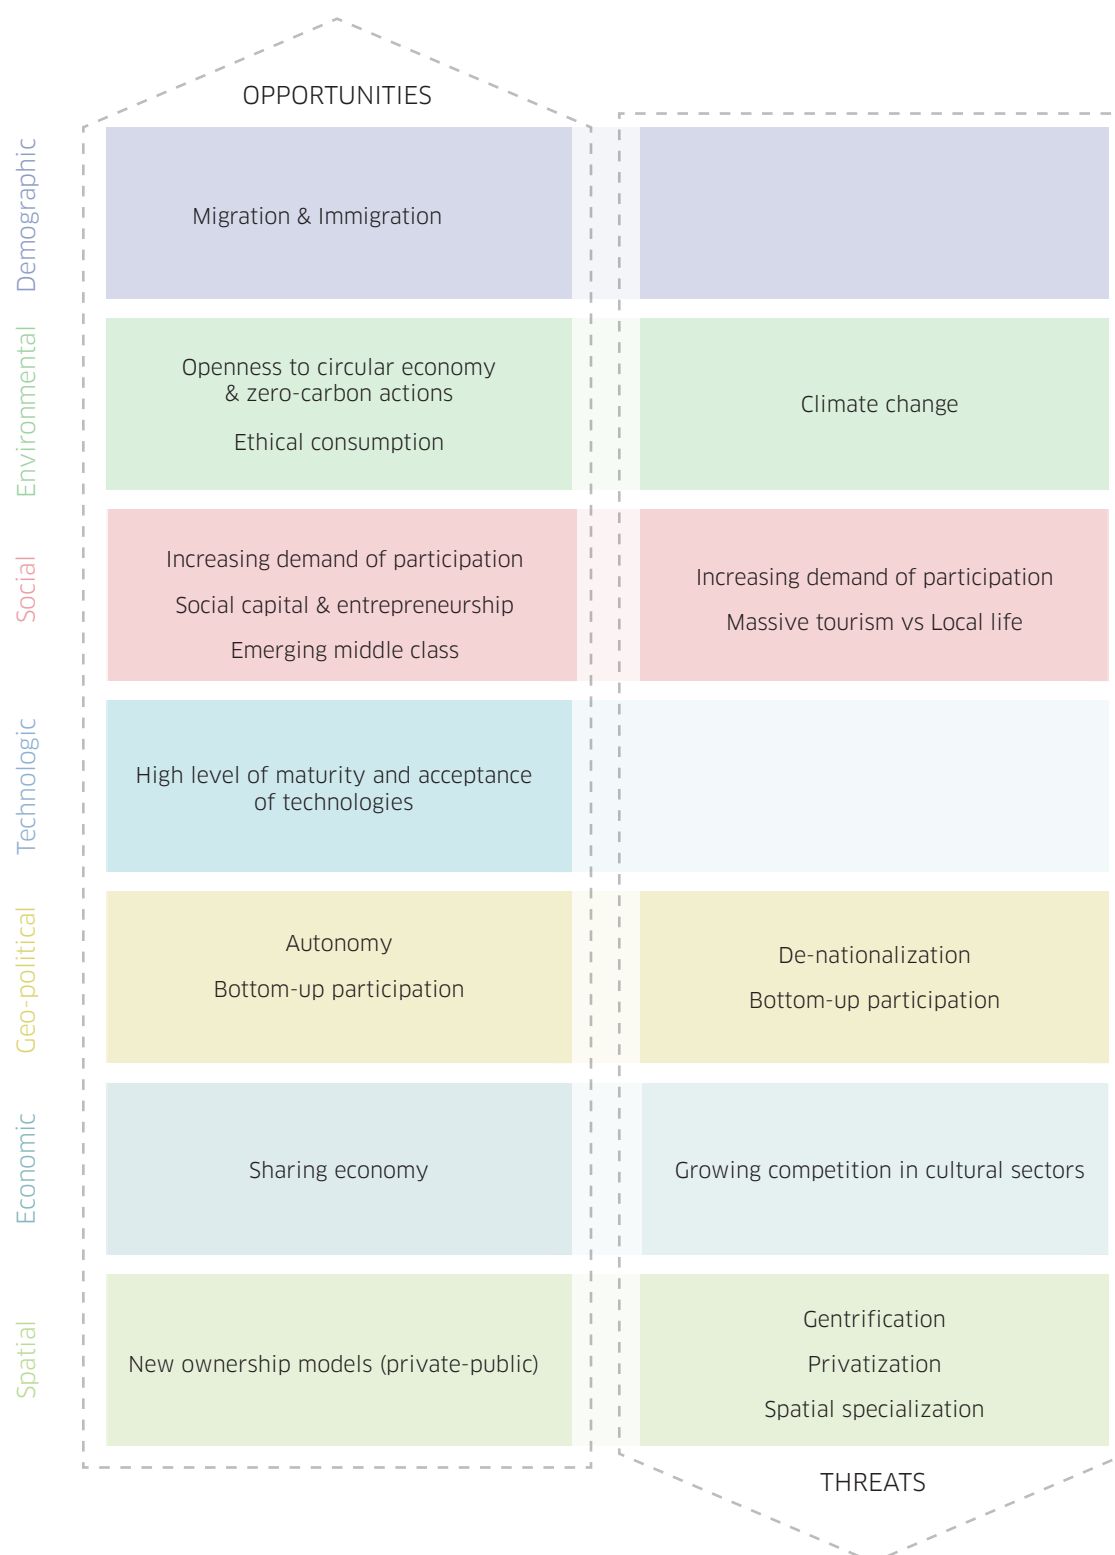 OPPORTUNITIES
Demographic
Migration & Immigration
Environmental
Openness to circular economy
& zero-carbon actions
Ethical consumption
Climate change
Social
Increasing demand of participation
Social capital & entrepreneurship
Emerging middle class
Increasing demand of participation
Massive tourism vs Local life
Technologic
High level of maturity and acceptance
of technologies
Geo-political
Autonomy
Bottom-up participation
De-nationalization
Bottom-up participation
Economic
Sharing economy
Growing competition in cultural sectors
Spatial
New ownership models (private-public)
Gentrification
Privatization
Spatial specialization
THREATS